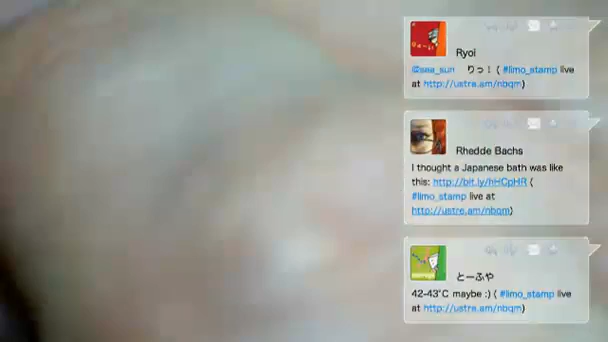 Ryoi
@sea_sun りっ！ ( #limo_stamp live
at http://ustre.am/nbqm)
Rhedde Bachs
I thought a Japanese bath was like
this: http://bit.ly/hHCpHR (
#limo_stamp live at
http://ustre.am/nbqm)
とーふや
42-43°C maybe :) ( #limo_stamp live
at http://ustre.am/nbqm)